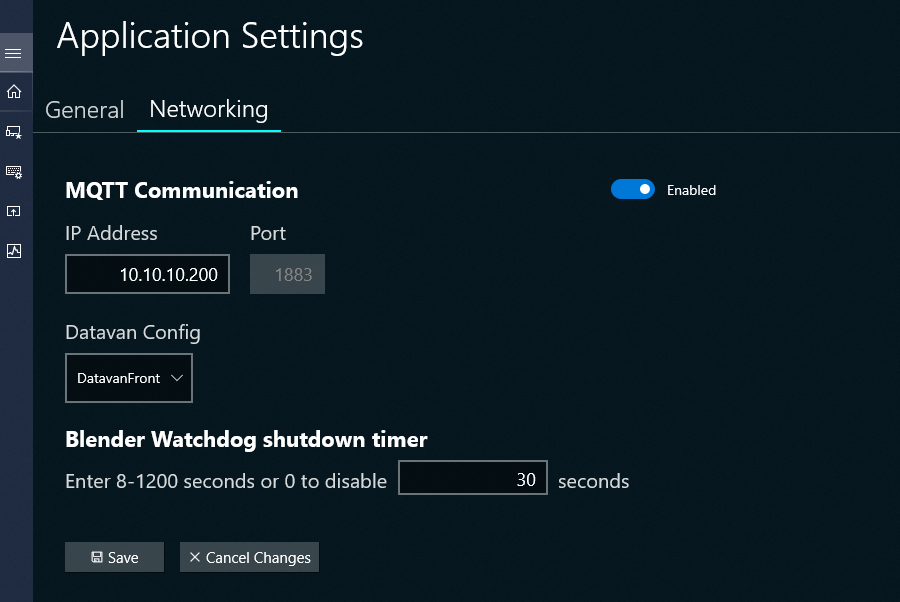 Application Settings
General Networking
MQTT Communication Enabled
IP Address Port
10.10.10.200 1883
Datavan Config
DatavanFront
Blender Watchdog shutdown timer
Enter 8-1200 seconds or 0 to disable 30 seconds
Save Cancel Changes